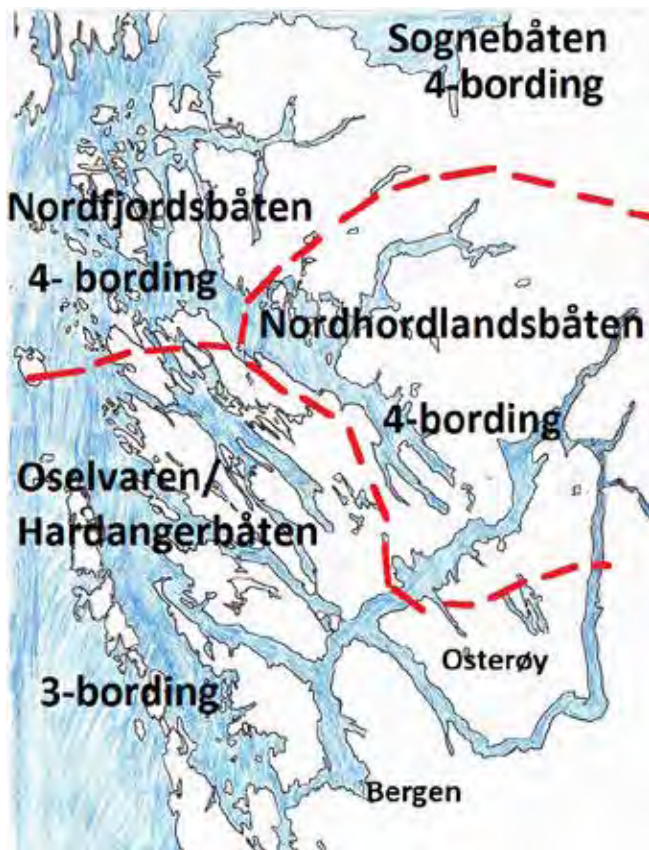 Sognebåten
4-bording
Nordfjordsbåten
4- bording
Nordhordlandsbåten
4-bording
Oselvaren/
Hardangerbåten
3-bording
Osterøy
Bergen